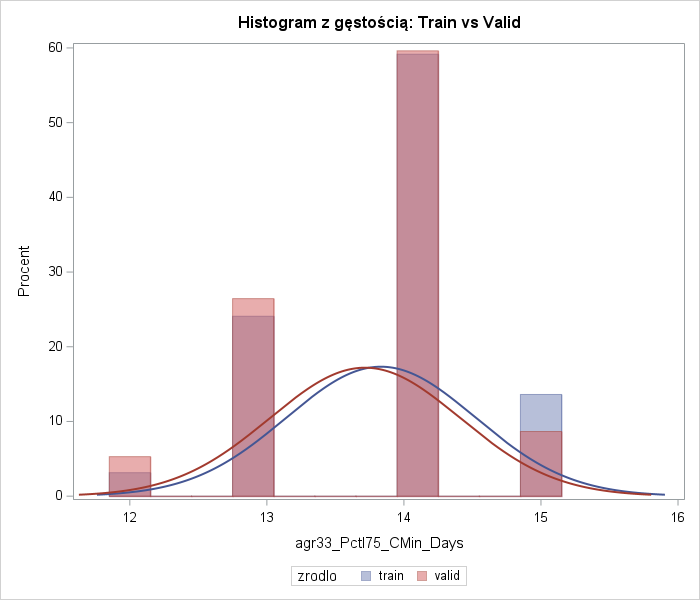 Histogram z gęstością: Train vs Valid
60
50
40
30
20
10
0
Procent
12 13 14 15 16
agr33_Pctl75_CMin_Days
zrodlo train valid